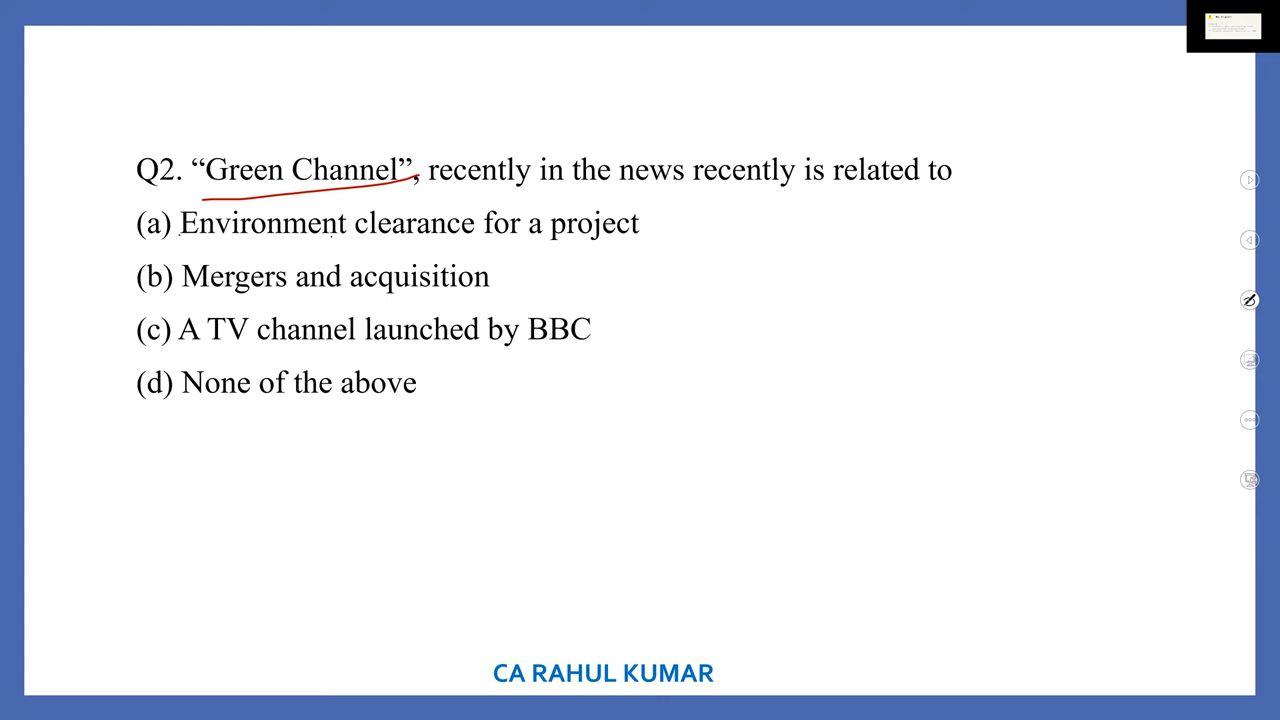 Q2. “Green Channel”, recently in the news recently is related to
(a) Environment clearance for a project
(b) Mergers and acquisition
(c) A TV channel launched by BBC
(d) None of the above
CA RAHUL KUMAR